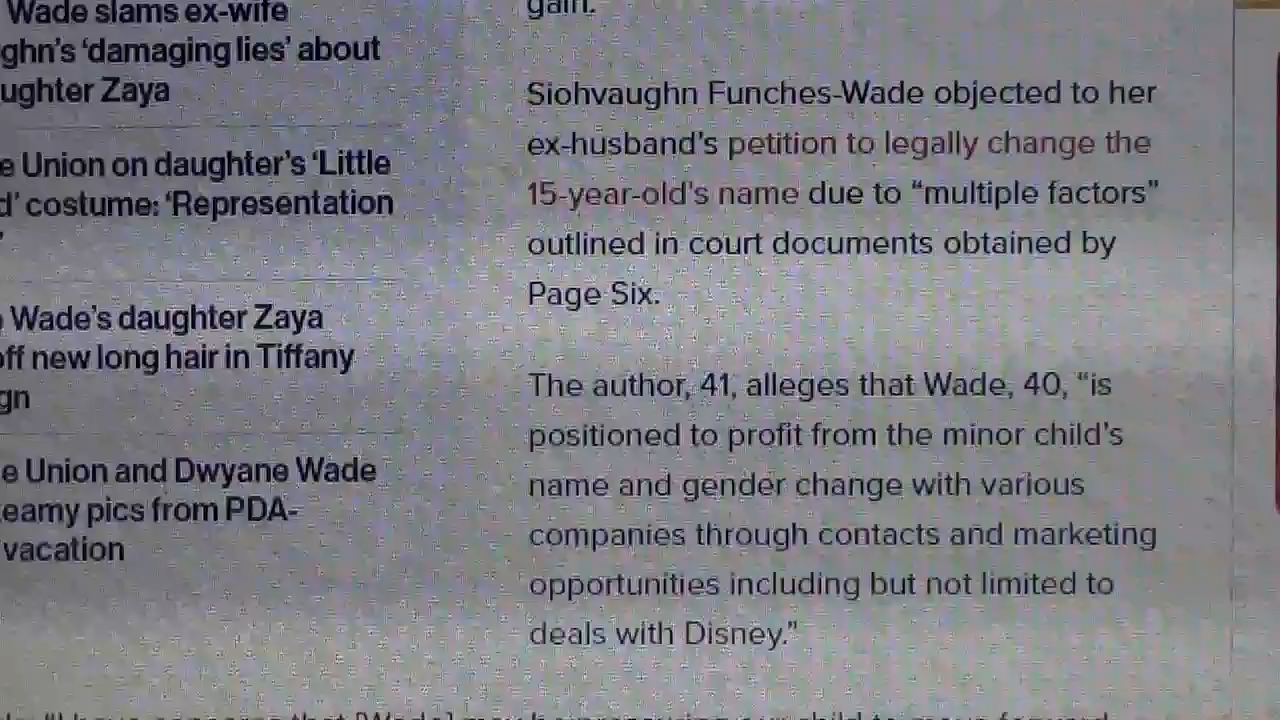 Wade slams ex-wife
ghn's 'damaging lies' about
ughter Zaya
e Union on daughter's 'Little
d' costume: 'Representation
'
Wade's daughter Zaya
off new long hair in Tiffany
gn
e Union and Dwyane Wade
eamy pics from PDA-
vacation
gain.
Siohvaughn Funches-Wade objected to her
ex-husband's petition to legally change the
15-year-old's name due to “multiple factors”
outlined in court documents obtained by
Page Six.
The author, 41, alleges that Wade, 40, “is
positioned to profit from the minor child's
name and gender change with various
companies through contacts and marketing
opportunities including but not limited to
deals with Disney.”